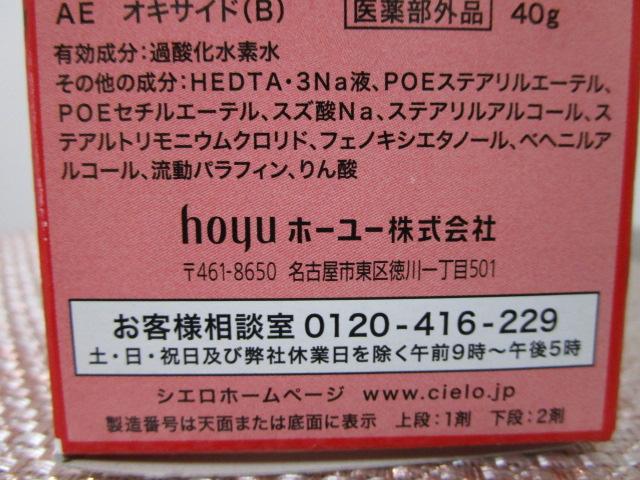 AE オキサイド(B) 医薬部外品 40g
有効成分:過酸化水素水
その他の成分:HEDTA・3Na液、POEステアリルエーテル、
POEセチルエーテル、スズ酸Na、ステアリルアルコール、ス
テアルトリモニウムクロリド、フェノキシエタノール、ベヘニルア
ルコール、流動パラフィン、りん酸
hoyu ホーユー株式会社
〒461-8650 名古屋市東区徳川一丁目501
お客様相談室 0120-416-229
土・日・祝日及び弊社休業日を除く午前9時〜午後5時
シエロホームページ www.cielo.jp
製造番号は天面または底面に表示 上段:1剤 下段:2剤